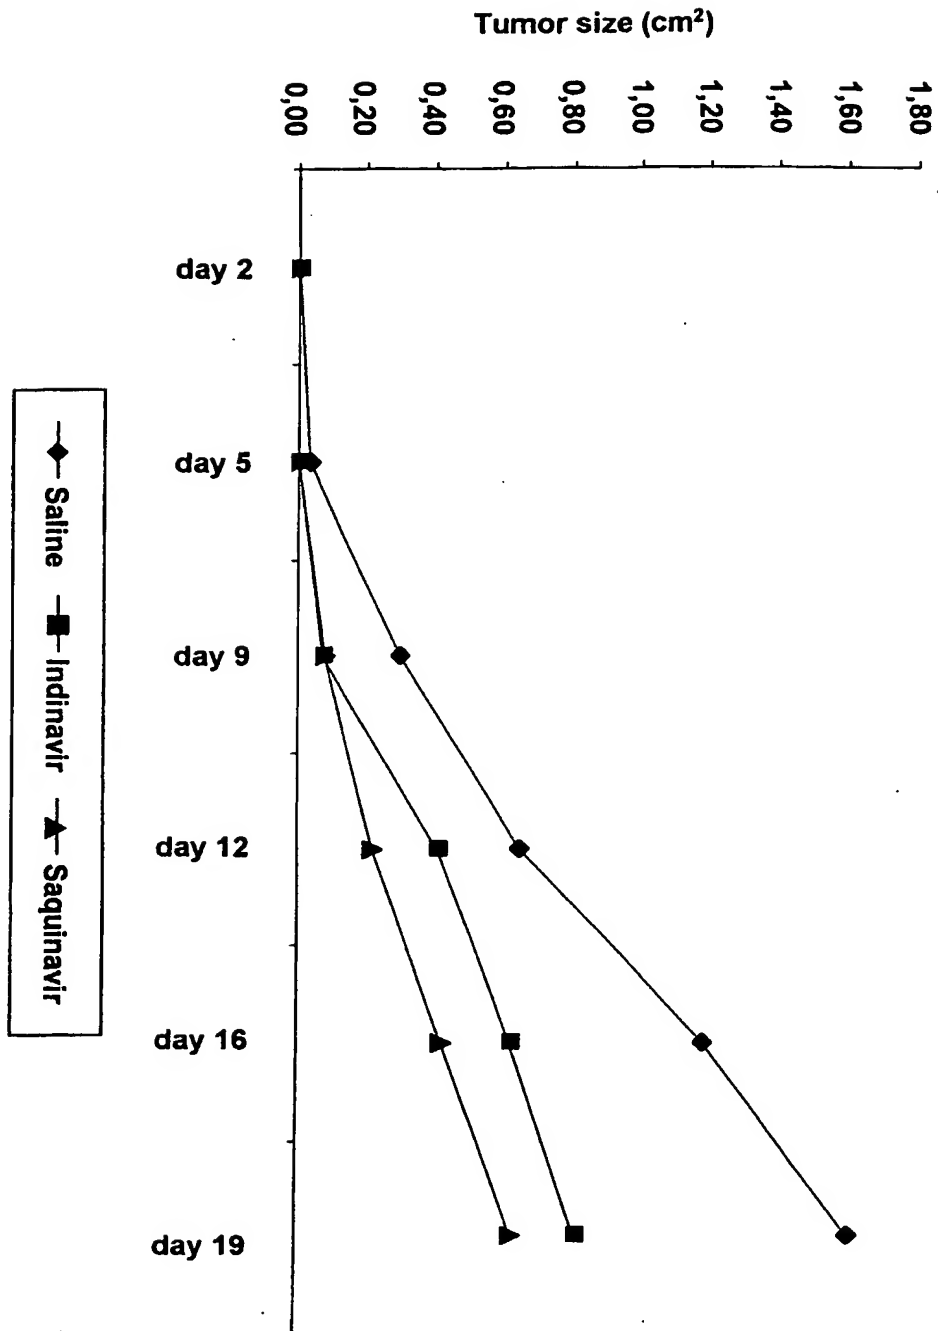 Tumor size (cm²)
0,00
0,20
0,40
0,60
0,80
1,00
1,20
1,40
1,60
1,80
day 2
day 5
day 9
day 12
day 16
day 19
Saline
Indinavir
Saquinavir